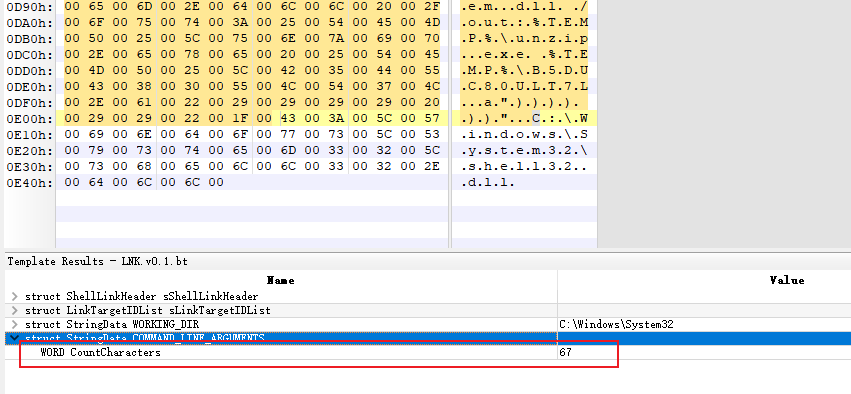 0D90h: 00 65 00 6D 00 2E 00 64 00 6C 00 6C 00 20 00 2F .e.m...d.l.l. ./
0DA0h: 00 6F 00 75 00 74 00 3A 00 25 00 54 00 45 00 4D .o.u.t.:.%.T.E.M
0DB0h: 00 50 00 25 00 5C 00 75 00 6E 00 7A 00 69 00 70 .P.%.\.u.n.z.i.p
0DC0h: 00 2E 00 65 00 78 00 65 00 20 00 25 00 54 00 45 ...e.x.e. .%.T.E
0DD0h: 00 4D 00 50 00 25 00 5C 00 42 00 35 00 44 00 55 .M.P.%.\.B.5.D.U
0DE0h: 00 43 00 38 00 30 00 55 00 4C 00 54 00 37 00 4C .C.8.0.U.L.T.7.L
0DF0h: 00 2E 00 61 00 22 00 29 00 29 00 29 00 29 00 20 ...a.".).).).).
0E00h: 00 29 00 29 00 22 00 1F 00 43 00 3A 00 5C 00 57 .).)."...C.:.\.W
0E10h: 00 69 00 6E 00 64 00 6F 00 77 00 73 00 5C 00 53 .i.n.d.o.w.s.\.S
0E20h: 00 79 00 73 00 74 00 65 00 6D 00 33 00 32 00 5C .y.s.t.e.m.3.2.\
0E30h: 00 73 00 68 00 65 00 6C 00 6C 00 33 00 32 00 2E .s.h.e.l.l.3.2..
0E40h: 00 64 00 6C 00 6C 00 .d.l.l.
Template Results - LNK.v0.1.bt
Name Value
struct ShellLinkHeader sShellLinkHeader
struct LinkTargetIDList sLinkTargetIDList
struct StringData WORKING_DIR C:\Windows\System32
struct StringData COMMAND_LINE_ARGUMENTS
WORD CountCharacters 67